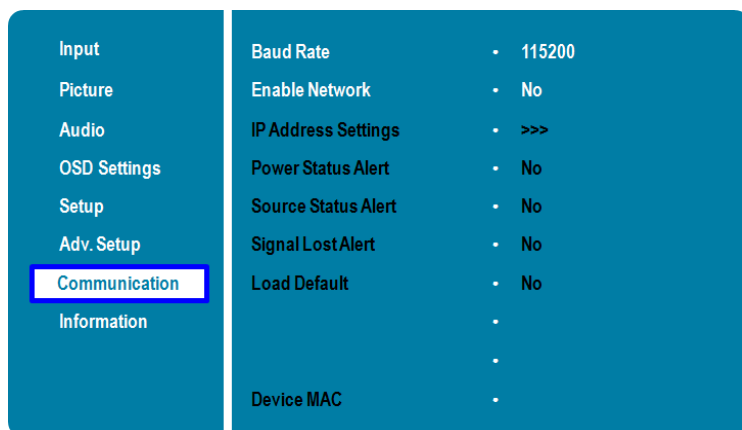 Input
Picture
Audio
OSD Settings
Setup
Adv. Setup
Communication
Information
Baud Rate • 115200
Enable Network • No
IP Address Settings • >>>
Power Status Alert • No
Source Status Alert • No
Signal Lost Alert • No
Load Default • No
•
•
Device MAC •